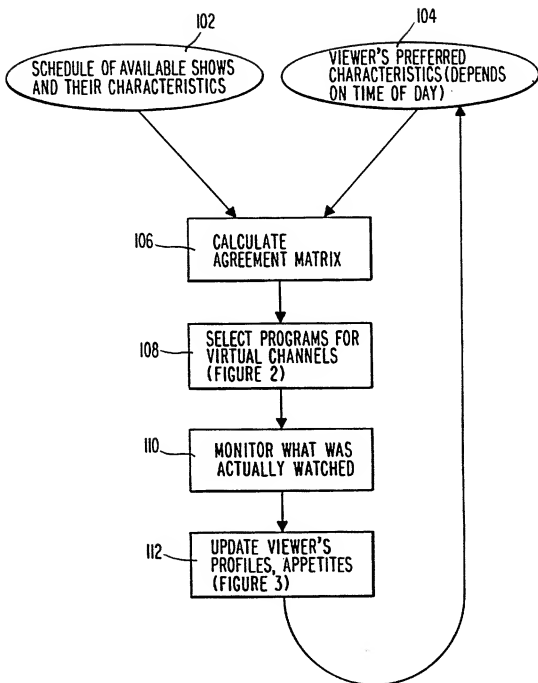 102
SCHEDULE OF AVAILABLE SHOWS
AND THEIR CHARACTERISTICS
104
VIEWER'S PREFERRED
CHARACTERISTICS (DEPENDS
ON TIME OF DAY)
106
CALCULATE
AGREEMENT MATRIX
108
SELECT PROGRAMS FOR
VIRTUAL CHANNELS
(FIGURE 2)
110
MONITOR WHAT WAS
ACTUALLY WATCHED
112
UPDATE VIEWER'S
PROFILES, APPETITES
(FIGURE 3)